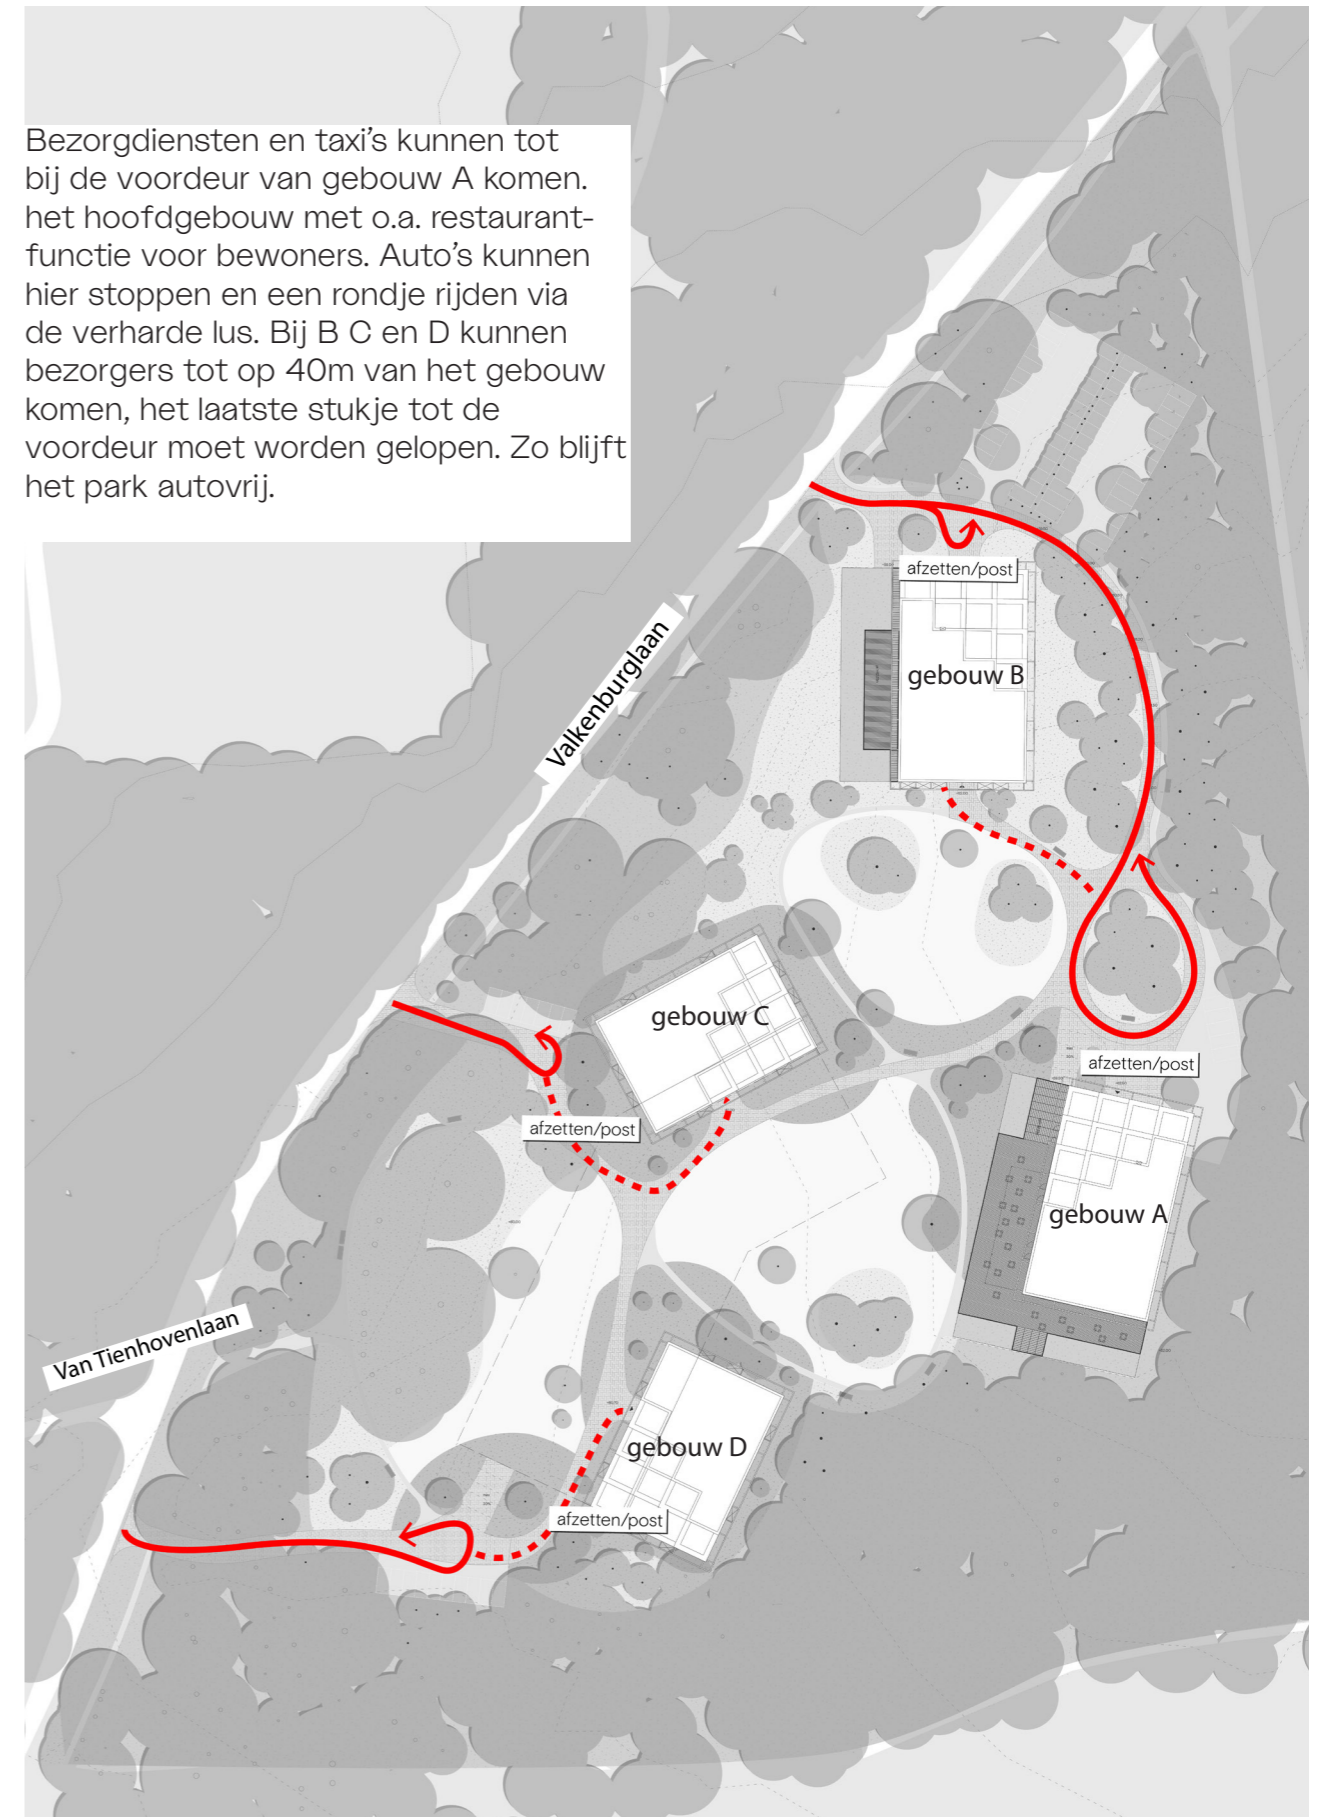 Bezorgdiensten en taxi's kunnen tot
bij de voordeur van gebouw A komen.
het hoofdgebouw met o.a. restaurant-
functie voor bewoners. Auto's kunnen
hier stoppen en een rondje rijden via
de verharde lus. Bij B C en D kunnen
bezorgers tot op 40m van het gebouw
komen, het laatste stukje tot de
voordeur moet worden gelopen. Zo blijft
het park autovrij.
afzetten/post
gebouw B
Valkenburglaan
gebouw C
afzetten/post
afzetten/post
gebouw A
Van Tienhovenlaan
gebouw D
afzetten/post